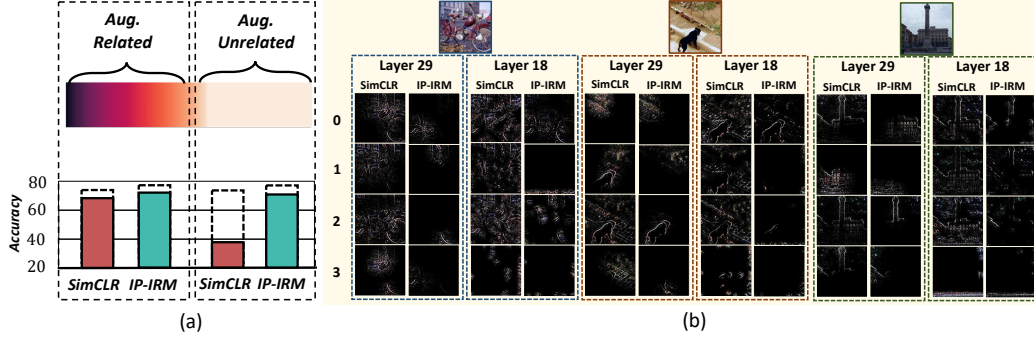 Aug.
Related
Aug.
Unrelated
80
60
40
20
Accuracy
SimCLR IP-IRM SimCLR IP-IRM
(a)
Layer 29 Layer 18 Layer 29 Layer 18 Layer 29 Layer 18
SimCLR IP-IRM SimCLR IP-IRM SimCLR IP-IRM SimCLR IP-IRM SimCLR IP-IRM SimCLR IP-IRM
0
1
2
3
(b)